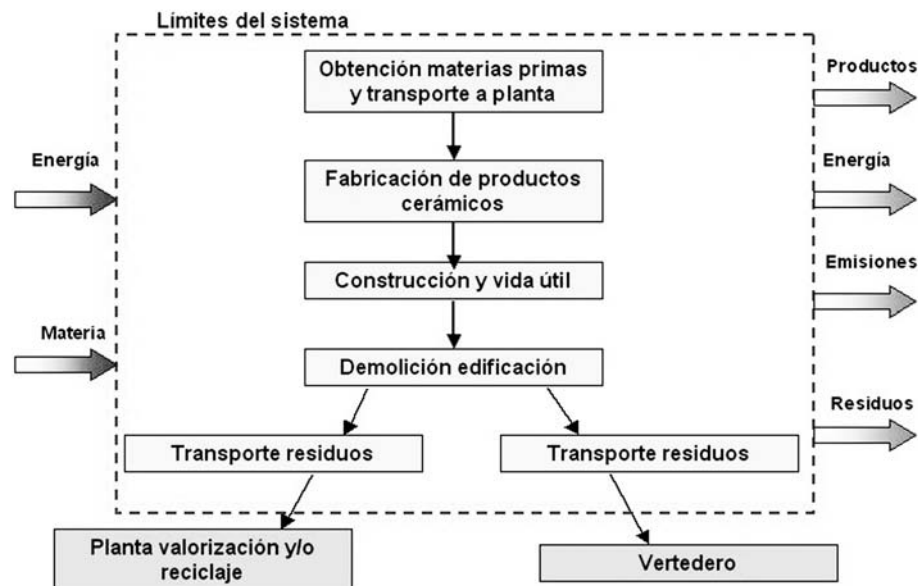 Límites del sistema
Obtención materias primas
y transporte a planta
Productos
Energía
Fabricación de productos
cerámicos
Energía
Construcción y vida útil
Emisiones
Materia
Demolición edificación
Residuos
Transporte residuos
Transporte residuos
Planta valorización y/o
reciclaje
Vertedero